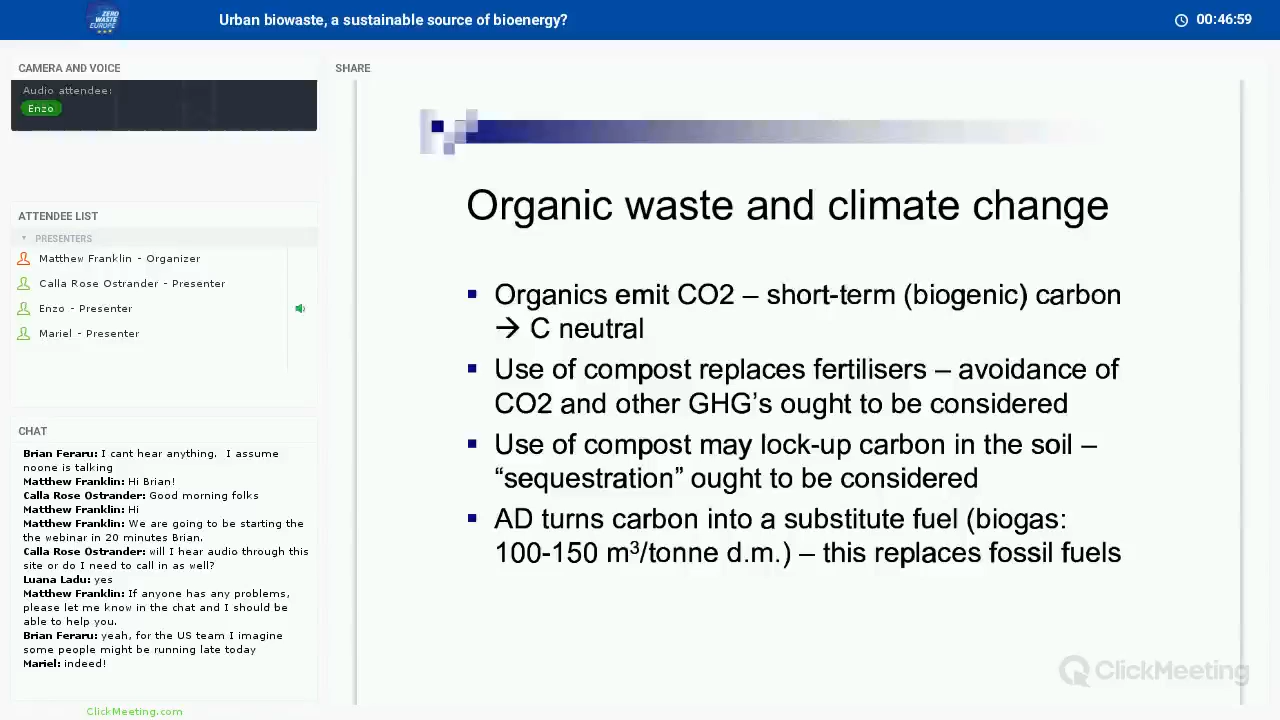 ZERO WASTE EUROPE
Urban biowaste, a sustainable source of bioenergy?
00:46:59
CAMERA AND VOICE
Audio attendee:
Enzo
ATTENDEE LIST
PRESENTERS
Matthew Franklin - Organizer
Calla Rose Ostrander - Presenter
Enzo - Presenter
Mariel - Presenter
CHAT
Brian Feraru: I cant hear anything. I assume
noone is talking
Matthew Franklin: Hi Brian!
Calla Rose Ostrander: Good morning folks
Matthew Franklin: Hi
Matthew Franklin: We are going to be starting the
the webinar in 20 minutes Brian.
Calla Rose Ostrander: will I hear audio through this
site or do I need to call in as well?
Luana Ladu: yes
Matthew Franklin: If anyone has any problems,
please let me know in the chat and I should be
able to help you.
Brian Feraru: yeah, for the US team I imagine
some people might be running late today
Mariel: indeed!
ClickMeeting.com
SHARE
Organic waste and climate change
Organics emit CO2 – short-term (biogenic) carbon
→ C neutral
Use of compost replaces fertilisers – avoidance of
CO2 and other GHG's ought to be considered
Use of compost may lock-up carbon in the soil –
“sequestration” ought to be considered
AD turns carbon into a substitute fuel (biogas:
100-150 m³/tonne d.m.) – this replaces fossil fuels
ClickMeeting